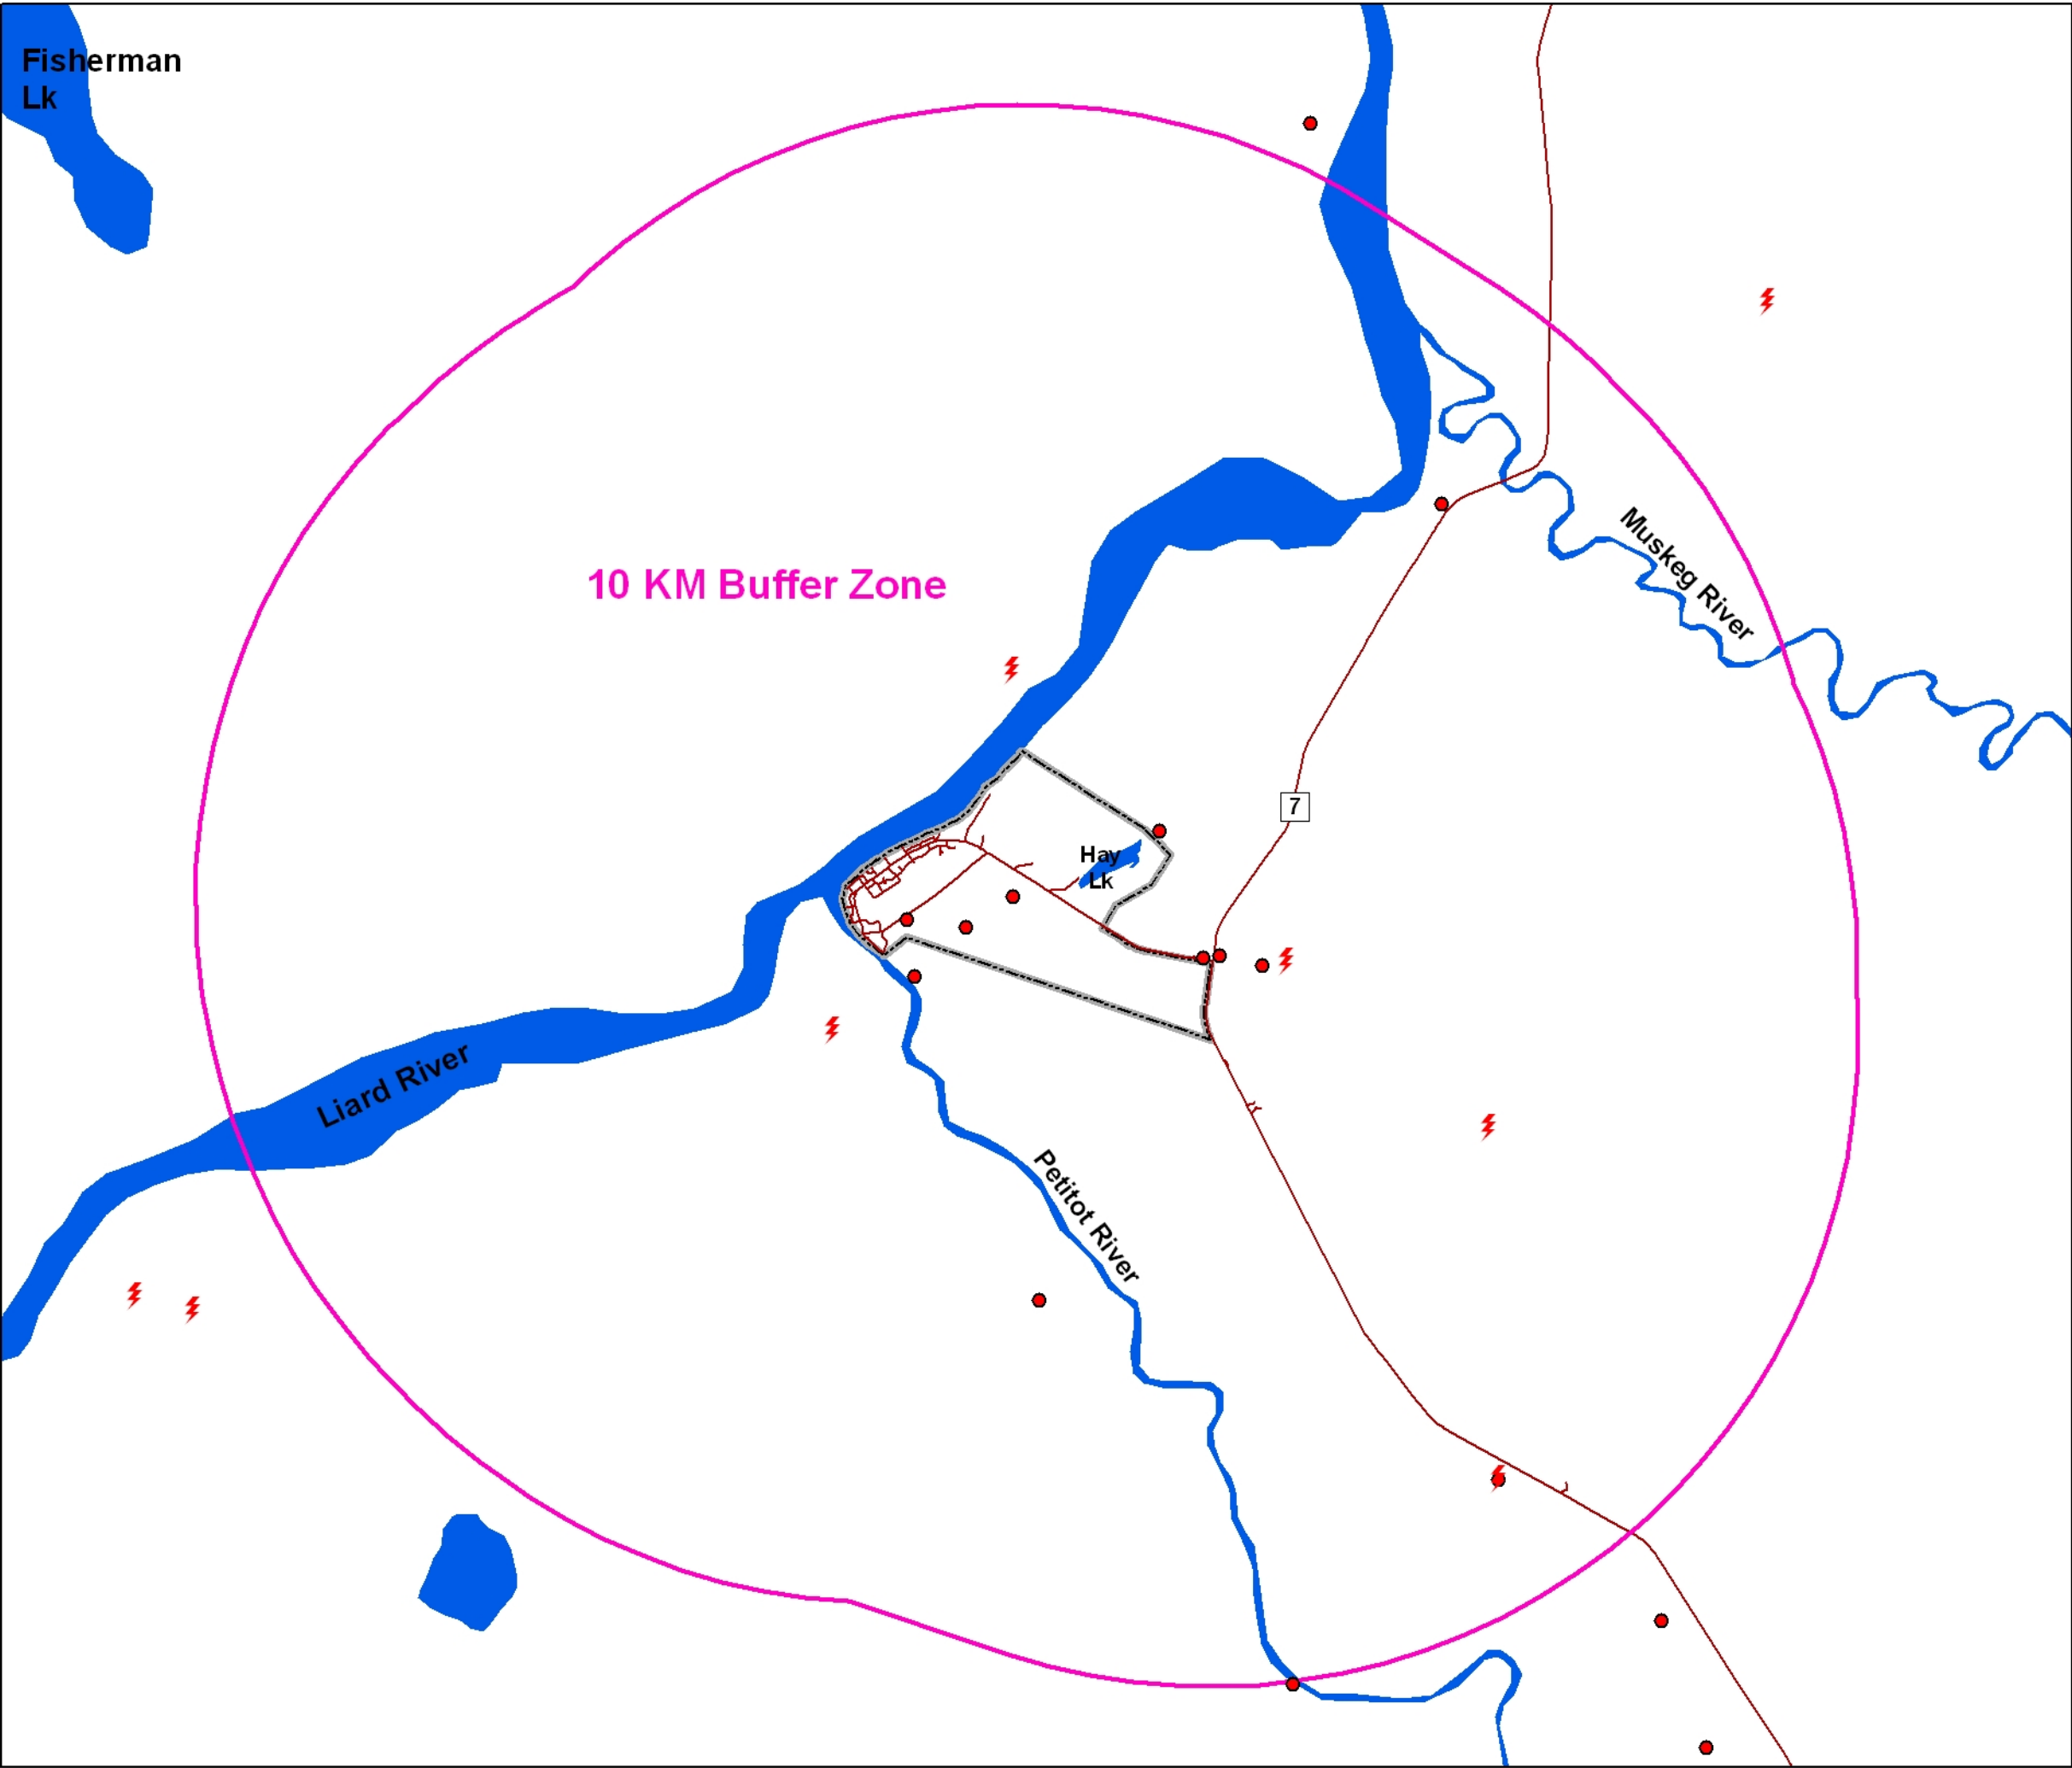 Fisherman
Lk
Muskeg River
10 KM Buffer Zone
7
Hay
Lk
Liard River
Petitot River